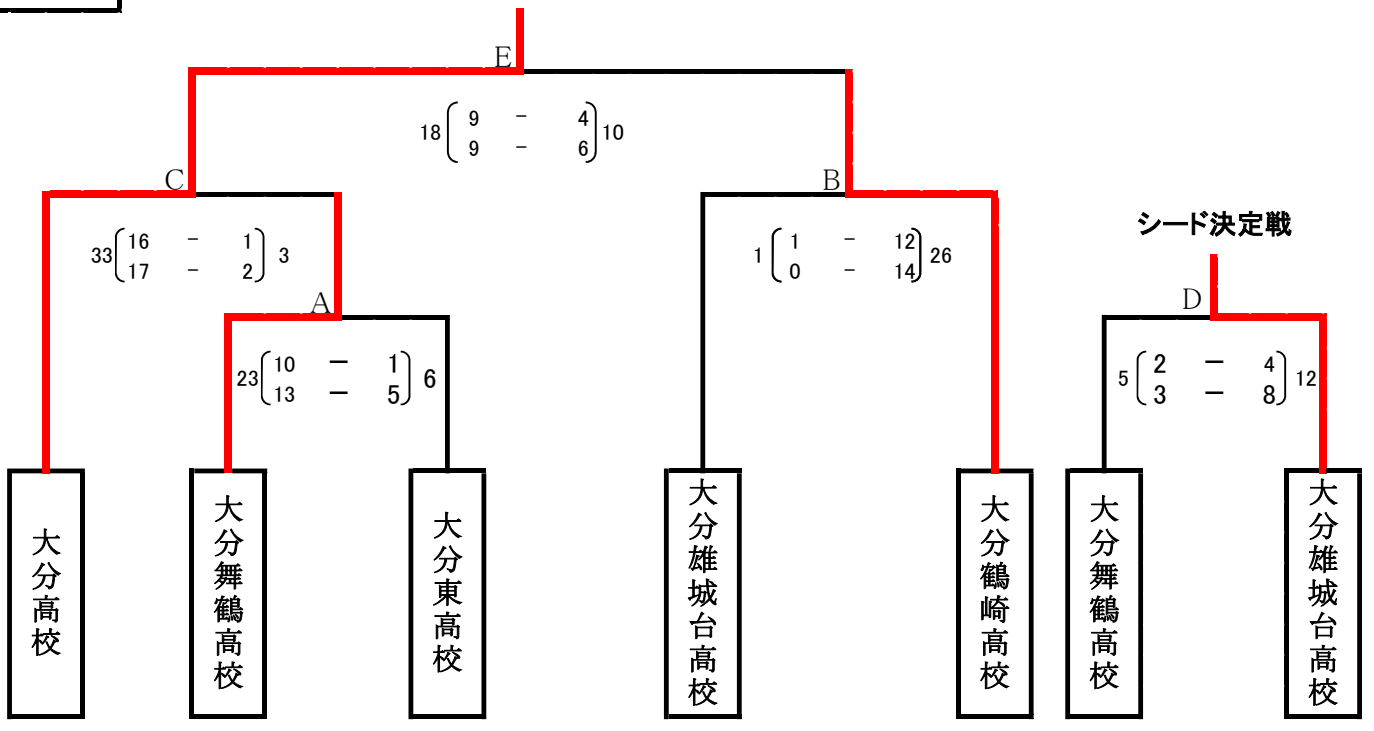 E
18 9 - 4 10
9 - 6
C
B
シード決定戦
33 16 - 1 3
17 - 2
1 1 - 12 26
0 - 14
A
D
23 10 ー 1 6
13 ー 5
5 2 ー 4 12
3 ー 8
大分高校
大分舞鶴高校
大分東高校
大分雄城台高校
大分鶴崎高校
大分舞鶴高校
大分雄城台高校